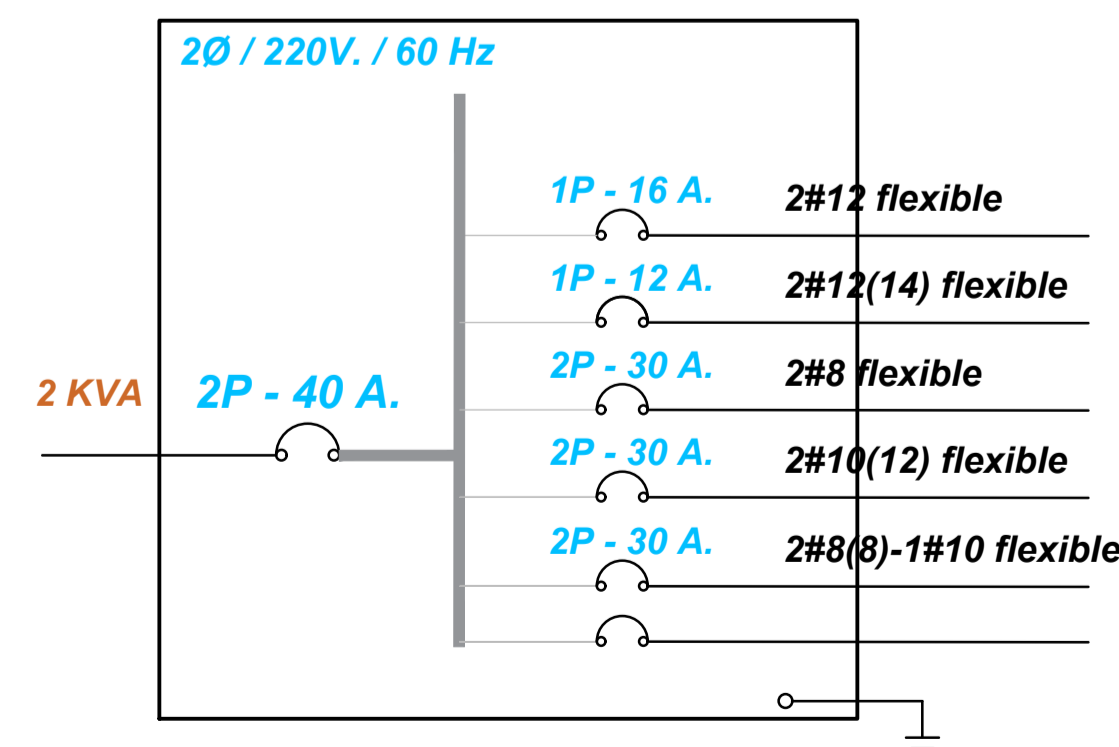 2Ø / 220V. / 60 Hz
1P - 16 A. 2#12 flexible
1P - 12 A. 2#12(14) flexible
2P - 30 A. 2#8 flexible
2 KVA 2P - 40 A.
2P - 30 A. 2#10(12) flexible
2P - 30 A. 2#8(8)-1#10 flexible